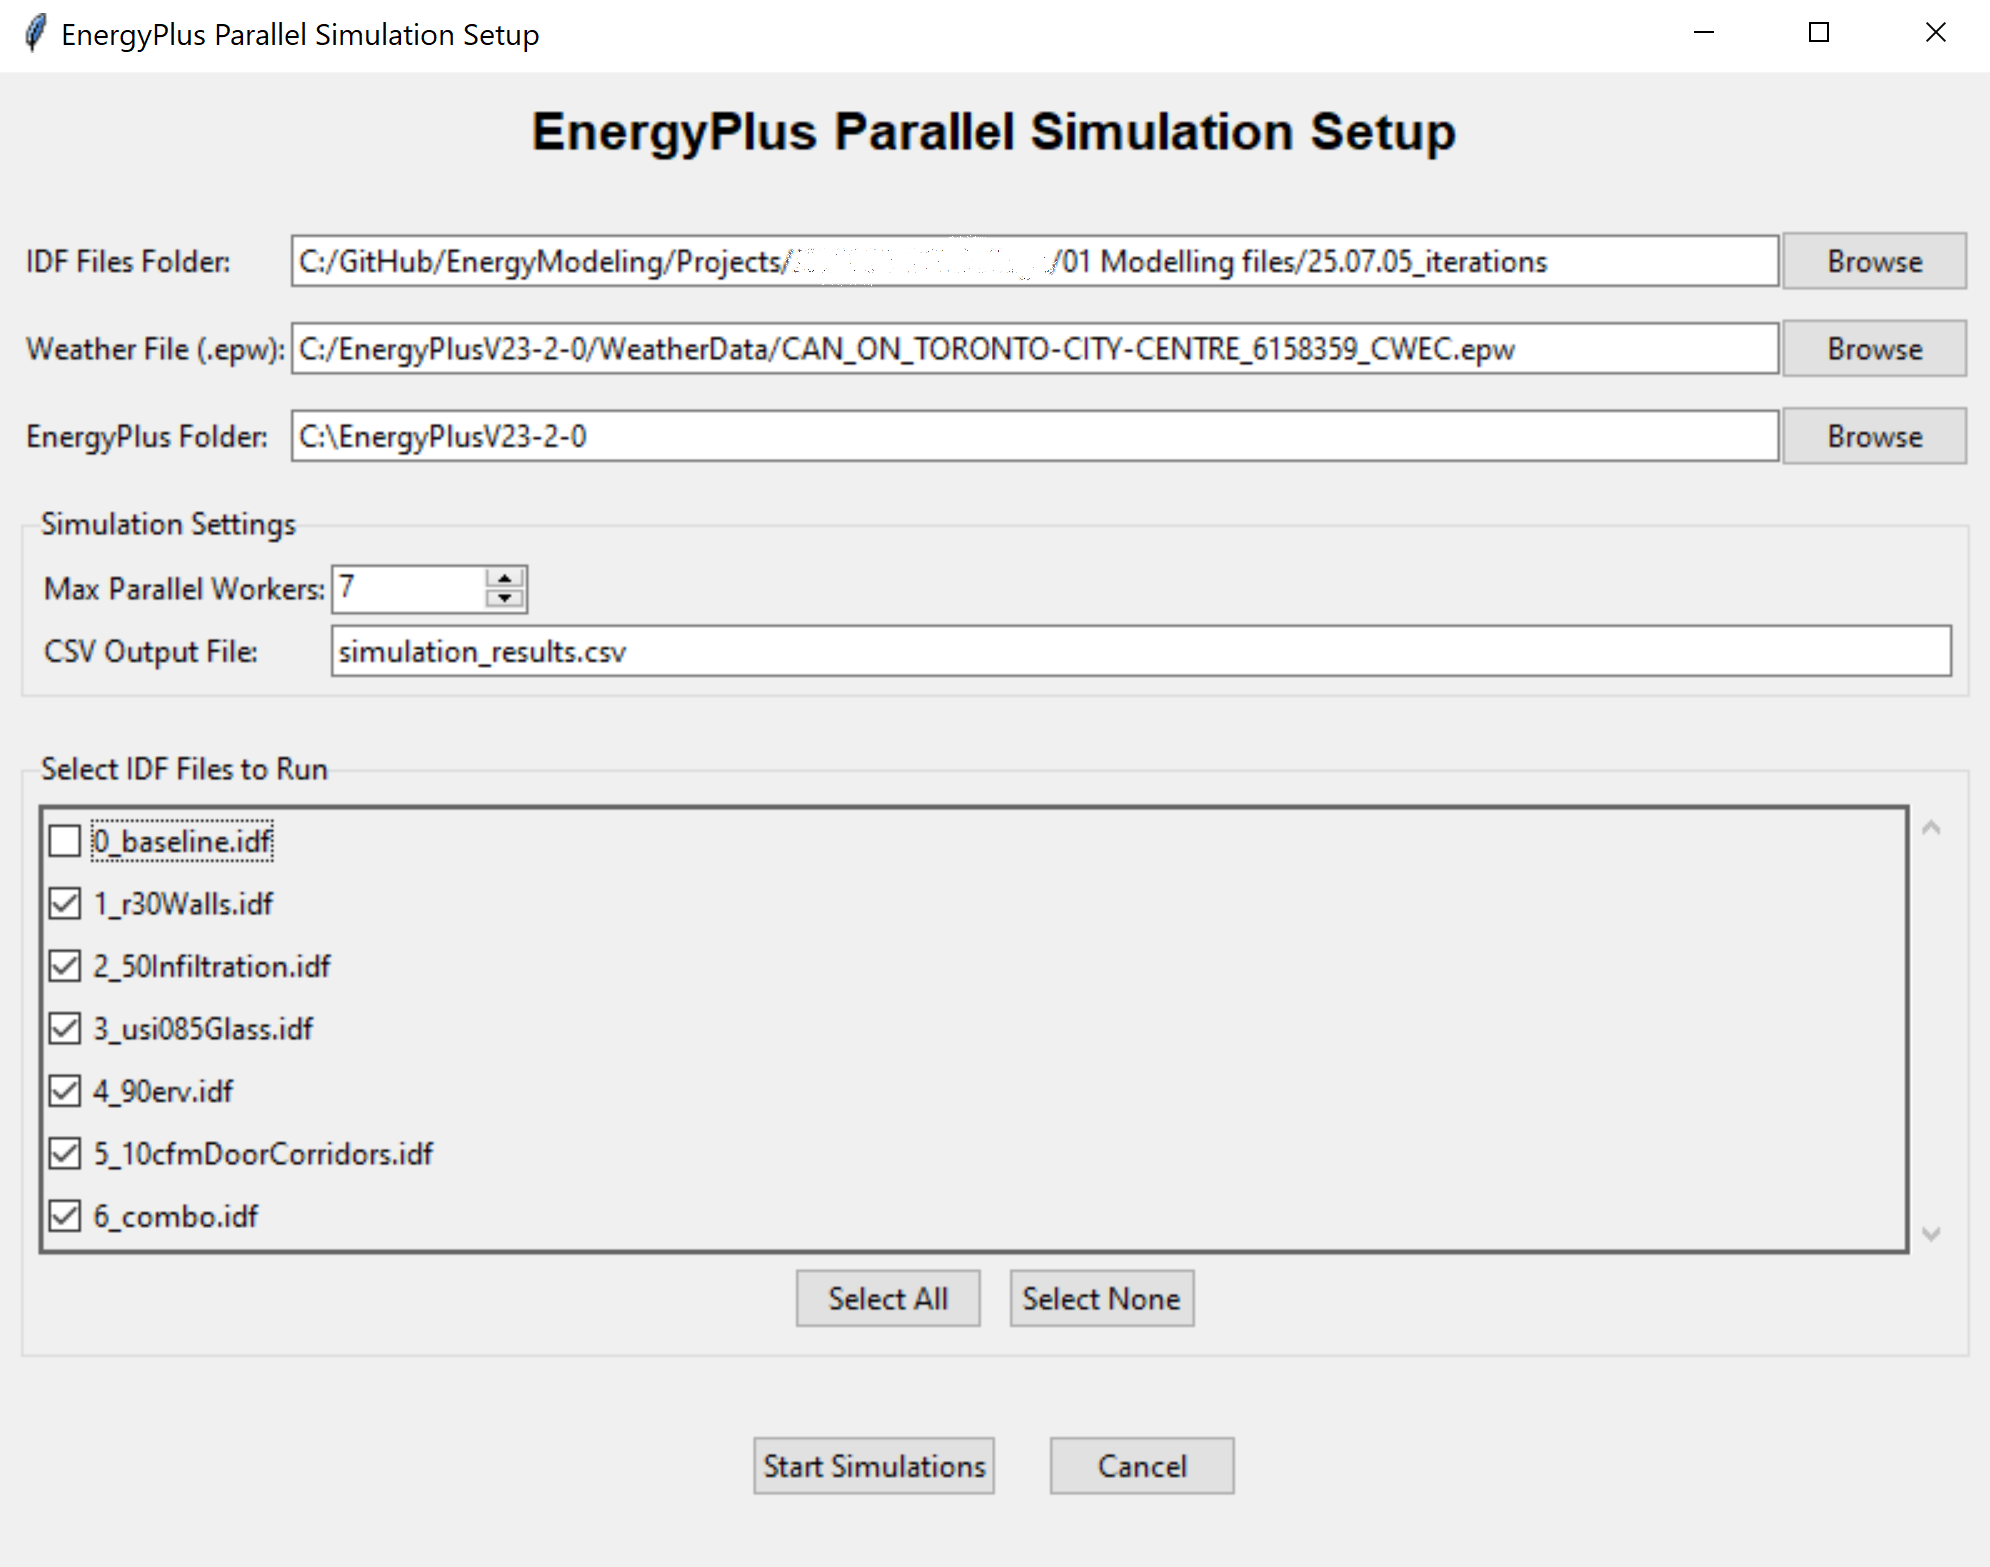 EnergyPlus Parallel Simulation Setup
EnergyPlus Parallel Simulation Setup
IDF Files Folder: C:/GitHub/EnergyModeling/Projects/ /01 Modelling files/25.07.05_iterations Browse
Weather File (.epw): C:/EnergyPlusV23-2-0/WeatherData/CAN_ON_TORONTO-CITY-CENTRE_6158359_CWEC.epw Browse
EnergyPlus Folder: C:\EnergyPlusV23-2-0 Browse
Simulation Settings
Max Parallel Workers: 7
CSV Output File: simulation_results.csv
Select IDF Files to Run
0_baseline.idf
1_r30Walls.idf
2_50Infiltration.idf
3_usi085Glass.idf
4_90erv.idf
5_10cfmDoorCorridors.idf
6_combo.idf
Select All Select None
Start Simulations Cancel